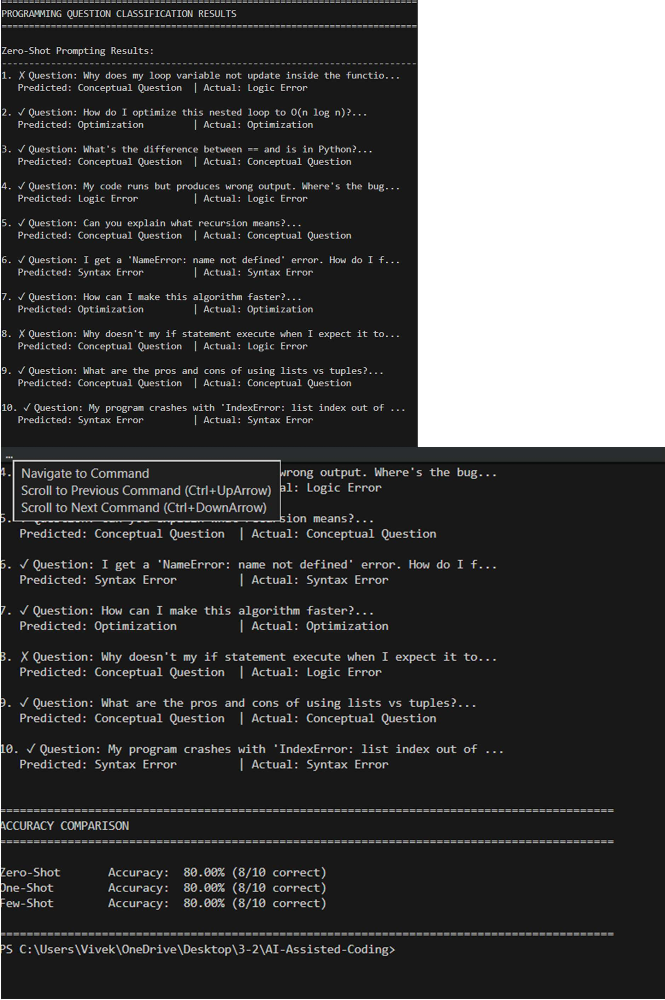 ================================================================================
PROGRAMMING QUESTION CLASSIFICATION RESULTS
================================================================================
Zero-Shot Prompting Results:
--------------------------------------------------------------------------------
1. ✗ Question: Why does my loop variable not update inside the functio...
Predicted: Conceptual Question | Actual: Logic Error
2. ✓ Question: How do I optimize this nested loop to O(n log n)?...
Predicted: Optimization | Actual: Optimization
3. ✓ Question: What's the difference between == and is in Python?...
Predicted: Conceptual Question | Actual: Conceptual Question
4. ✓ Question: My code runs but produces wrong output. Where's the bug...
Predicted: Logic Error | Actual: Logic Error
5. ✓ Question: Can you explain what recursion means?...
Predicted: Conceptual Question | Actual: Conceptual Question
6. ✓ Question: I get a 'NameError: name not defined' error. How do I f...
Predicted: Syntax Error | Actual: Syntax Error
7. ✓ Question: How can I make this algorithm faster?...
Predicted: Optimization | Actual: Optimization
8. ✗ Question: Why doesn't my if statement execute when I expect it to...
Predicted: Conceptual Question | Actual: Logic Error
9. ✓ Question: What are the pros and cons of using lists vs tuples?...
Predicted: Conceptual Question | Actual: Conceptual Question
10. ✓ Question: My program crashes with 'IndexError: list index out of ...
Predicted: Syntax Error | Actual: Syntax Error
...
Navigate to Command
Scroll to Previous Command (Ctrl+UpArrow)
Scroll to Next Command (Ctrl+DownArrow)
4. wrong output. Where's the bug...
al: Logic Error
5. sion means?...
Predicted: Conceptual Question | Actual: Conceptual Question
6. ✓ Question: I get a 'NameError: name not defined' error. How do I f...
Predicted: Syntax Error | Actual: Syntax Error
7. ✓ Question: How can I make this algorithm faster?...
Predicted: Optimization | Actual: Optimization
8. ✗ Question: Why doesn't my if statement execute when I expect it to...
Predicted: Conceptual Question | Actual: Logic Error
9. ✓ Question: What are the pros and cons of using lists vs tuples?...
Predicted: Conceptual Question | Actual: Conceptual Question
10. ✓ Question: My program crashes with 'IndexError: list index out of ...
Predicted: Syntax Error | Actual: Syntax Error
================================================================================
ACCURACY COMPARISON
================================================================================
Zero-Shot Accuracy: 80.00% (8/10 correct)
One-Shot Accuracy: 80.00% (8/10 correct)
Few-Shot Accuracy: 80.00% (8/10 correct)
================================================================================
PS C:\Users\Vivek\OneDrive\Desktop\3-2\AI-Assisted-Coding>